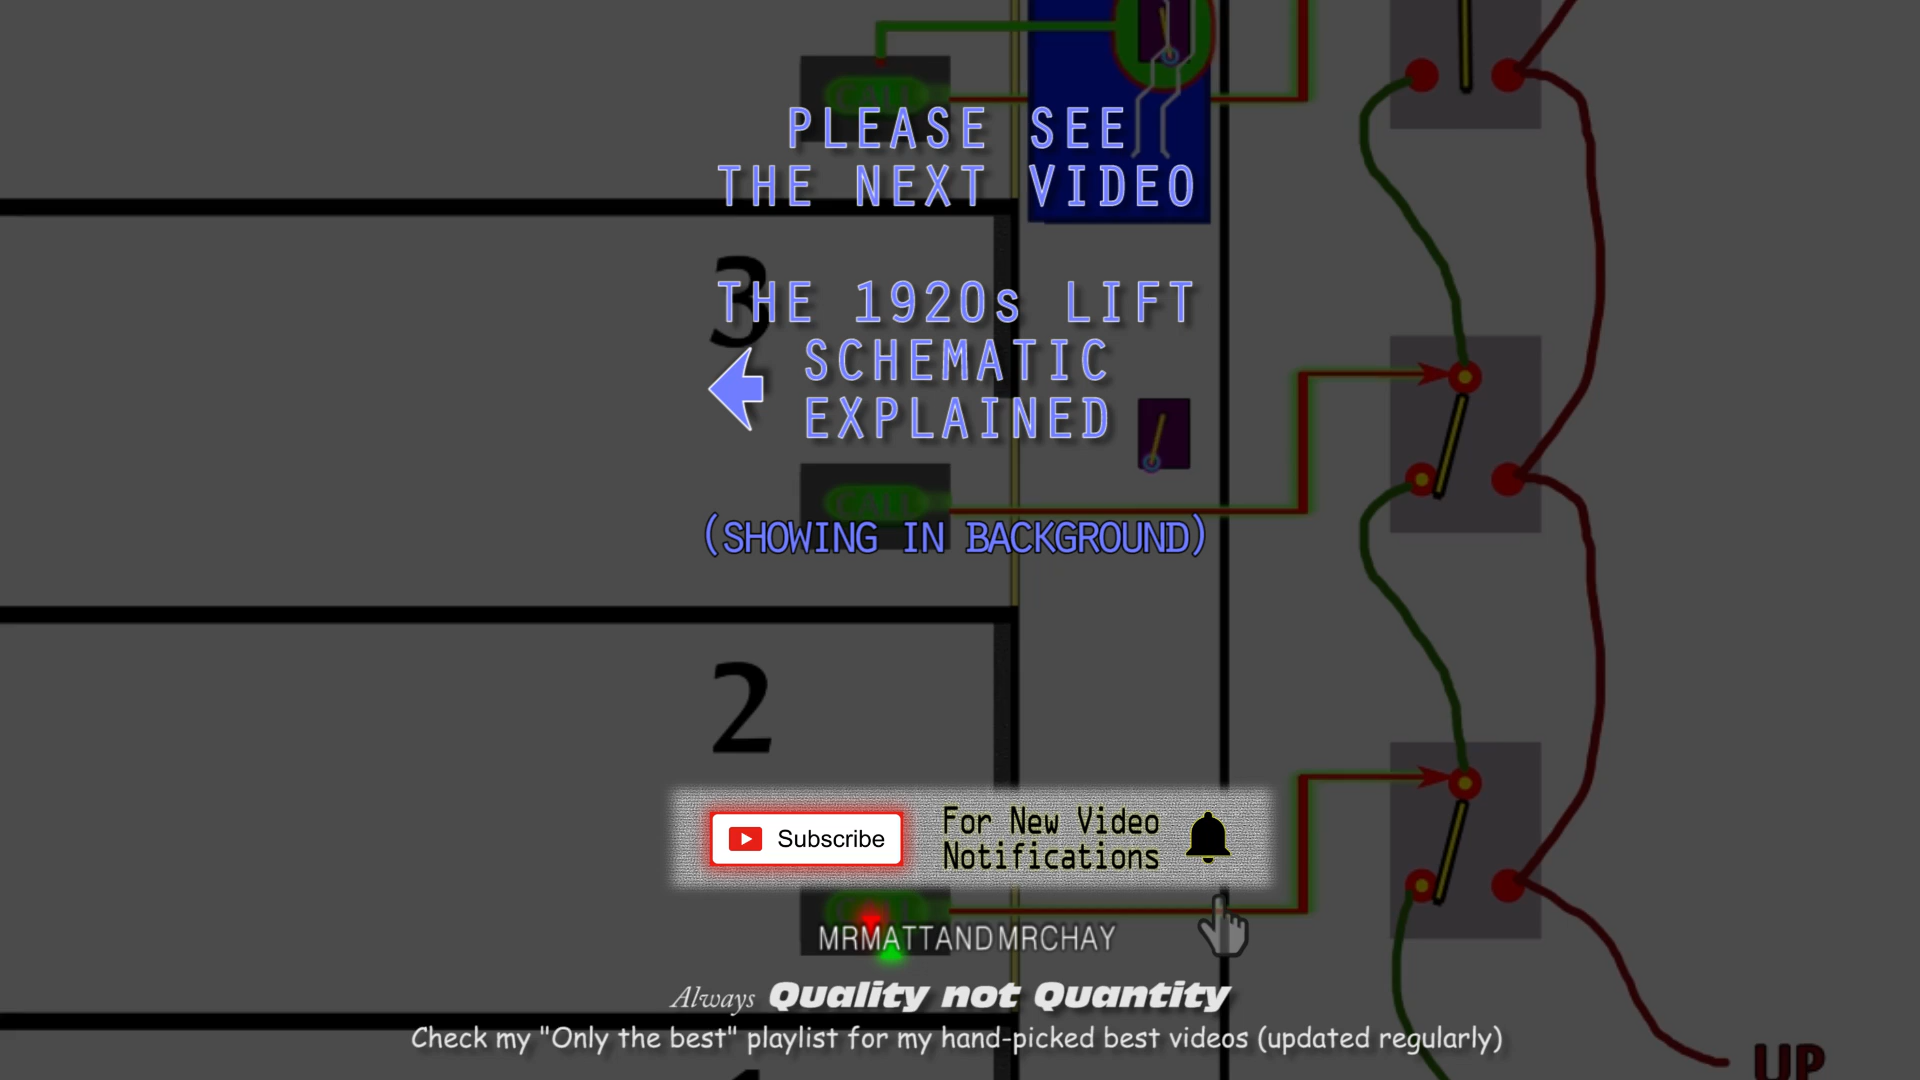 CALL
PLEASE SEE
THE NEXT VIDEO
3
THE 1920s LIFT
SCHEMATIC
EXPLAINED
CALL
(SHOWING IN BACKGROUND)
2
Subscribe
For New Video
Notifications
MRMATTANDMRCHAY
Always Quality not Quantity
Check my "Only the best" playlist for my hand-picked best videos (updated regularly)
UP